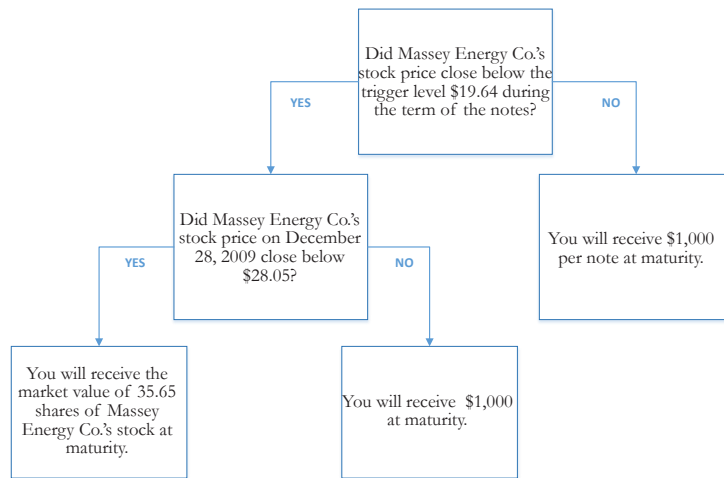 Did Massey Energy Co.'s
stock price close below the
trigger level $19.64 during
the term of the notes?
YES
NO
Did Massey Energy Co.'s
stock price on December
28, 2009 close below
$28.05?
You will receive $1,000
per note at maturity.
YES
NO
You will receive the
market value of 35.65
shares of Massey
Energy Co.'s stock at
maturity.
You will receive $1,000
at maturity.